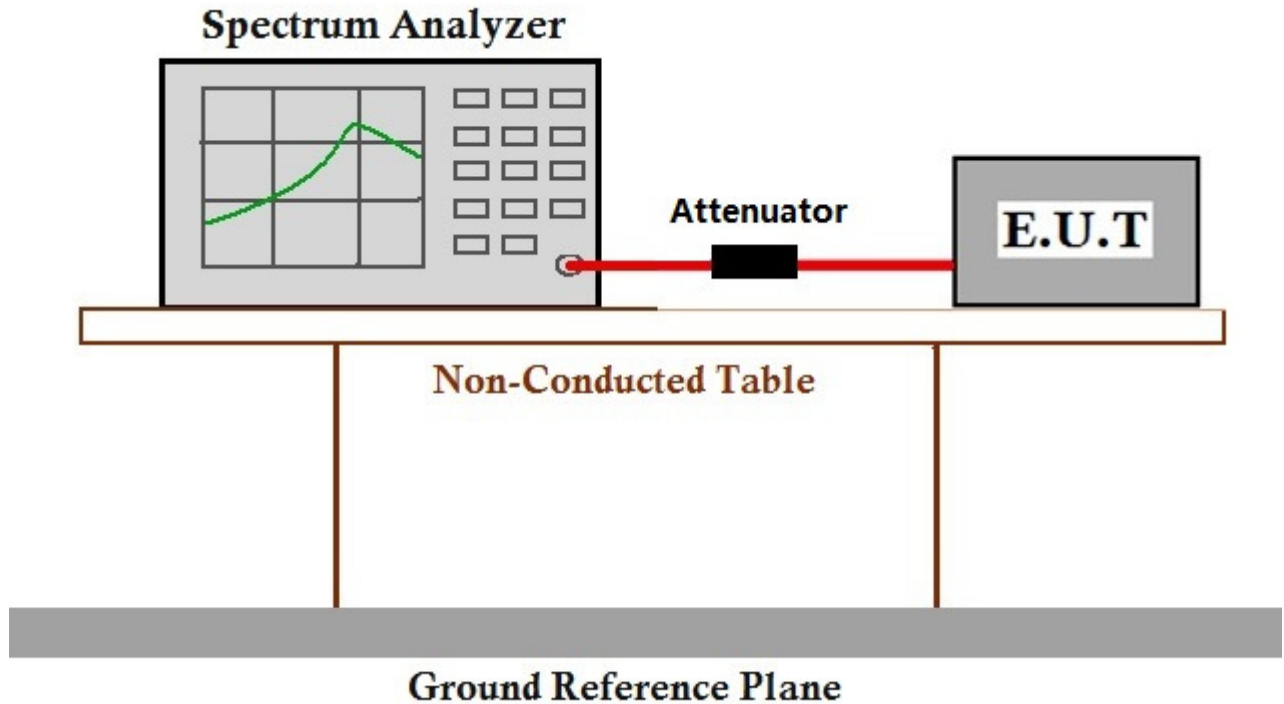 Spectrum Analyzer
Attenuator
E.U.T
Non-Conducted Table
Ground Reference Plane